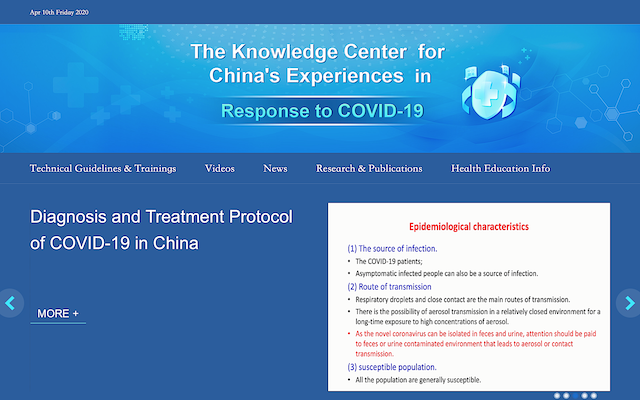 Apr 10th Friday 2020
The Knowledge Center for
China's Experiences in
Response to COVID-19
Technical Guidelines & Trainings Videos News Research & Publications Health Education Info
Diagnosis and Treatment Protocol
of COVID-19 in China
MORE +
Epidemiological characteristics
(1) The source of infection.
• The COVID-19 patients;
• Asymptomatic infected people can also be a source of infection.
(2) Route of transmission
• Respiratory droplets and close contact are the main routes of transmission.
• There is the possibility of aerosol transmission in a relatively closed environment for a
long-time exposure to high concentrations of aerosol.
• As the novel coronavirus can be isolated in feces and urine, attention should be paid
to feces or urine contaminated environment that leads to aerosol or contact
transmission.
(3) susceptible population.
• All the population are generally susceptible.